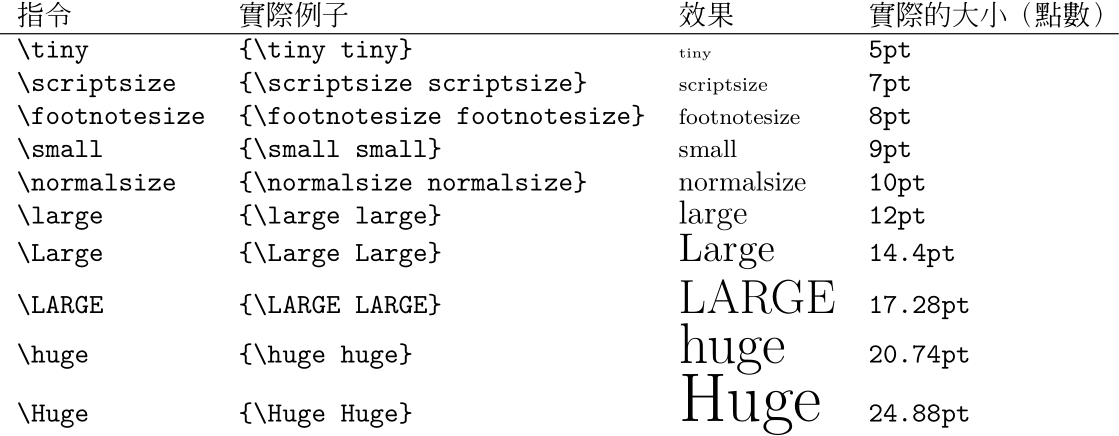 指令 實際例子 效果 實際的大小（點數）
\tiny {\tiny tiny} tiny 5pt
\scriptsize {\scriptsize scriptsize} scriptsize 7pt
\footnotesize {\footnotesize footnotesize} footnotesize 8pt
\small {\small small} small 9pt
\normalsize {\normalsize normalsize} normalsize 10pt
\large {\large large} large 12pt
\Large {\Large Large} Large 14.4pt
\LARGE {\LARGE LARGE} LARGE 17.28pt
\huge {\huge huge} huge 20.74pt
\Huge {\Huge Huge} Huge 24.88pt